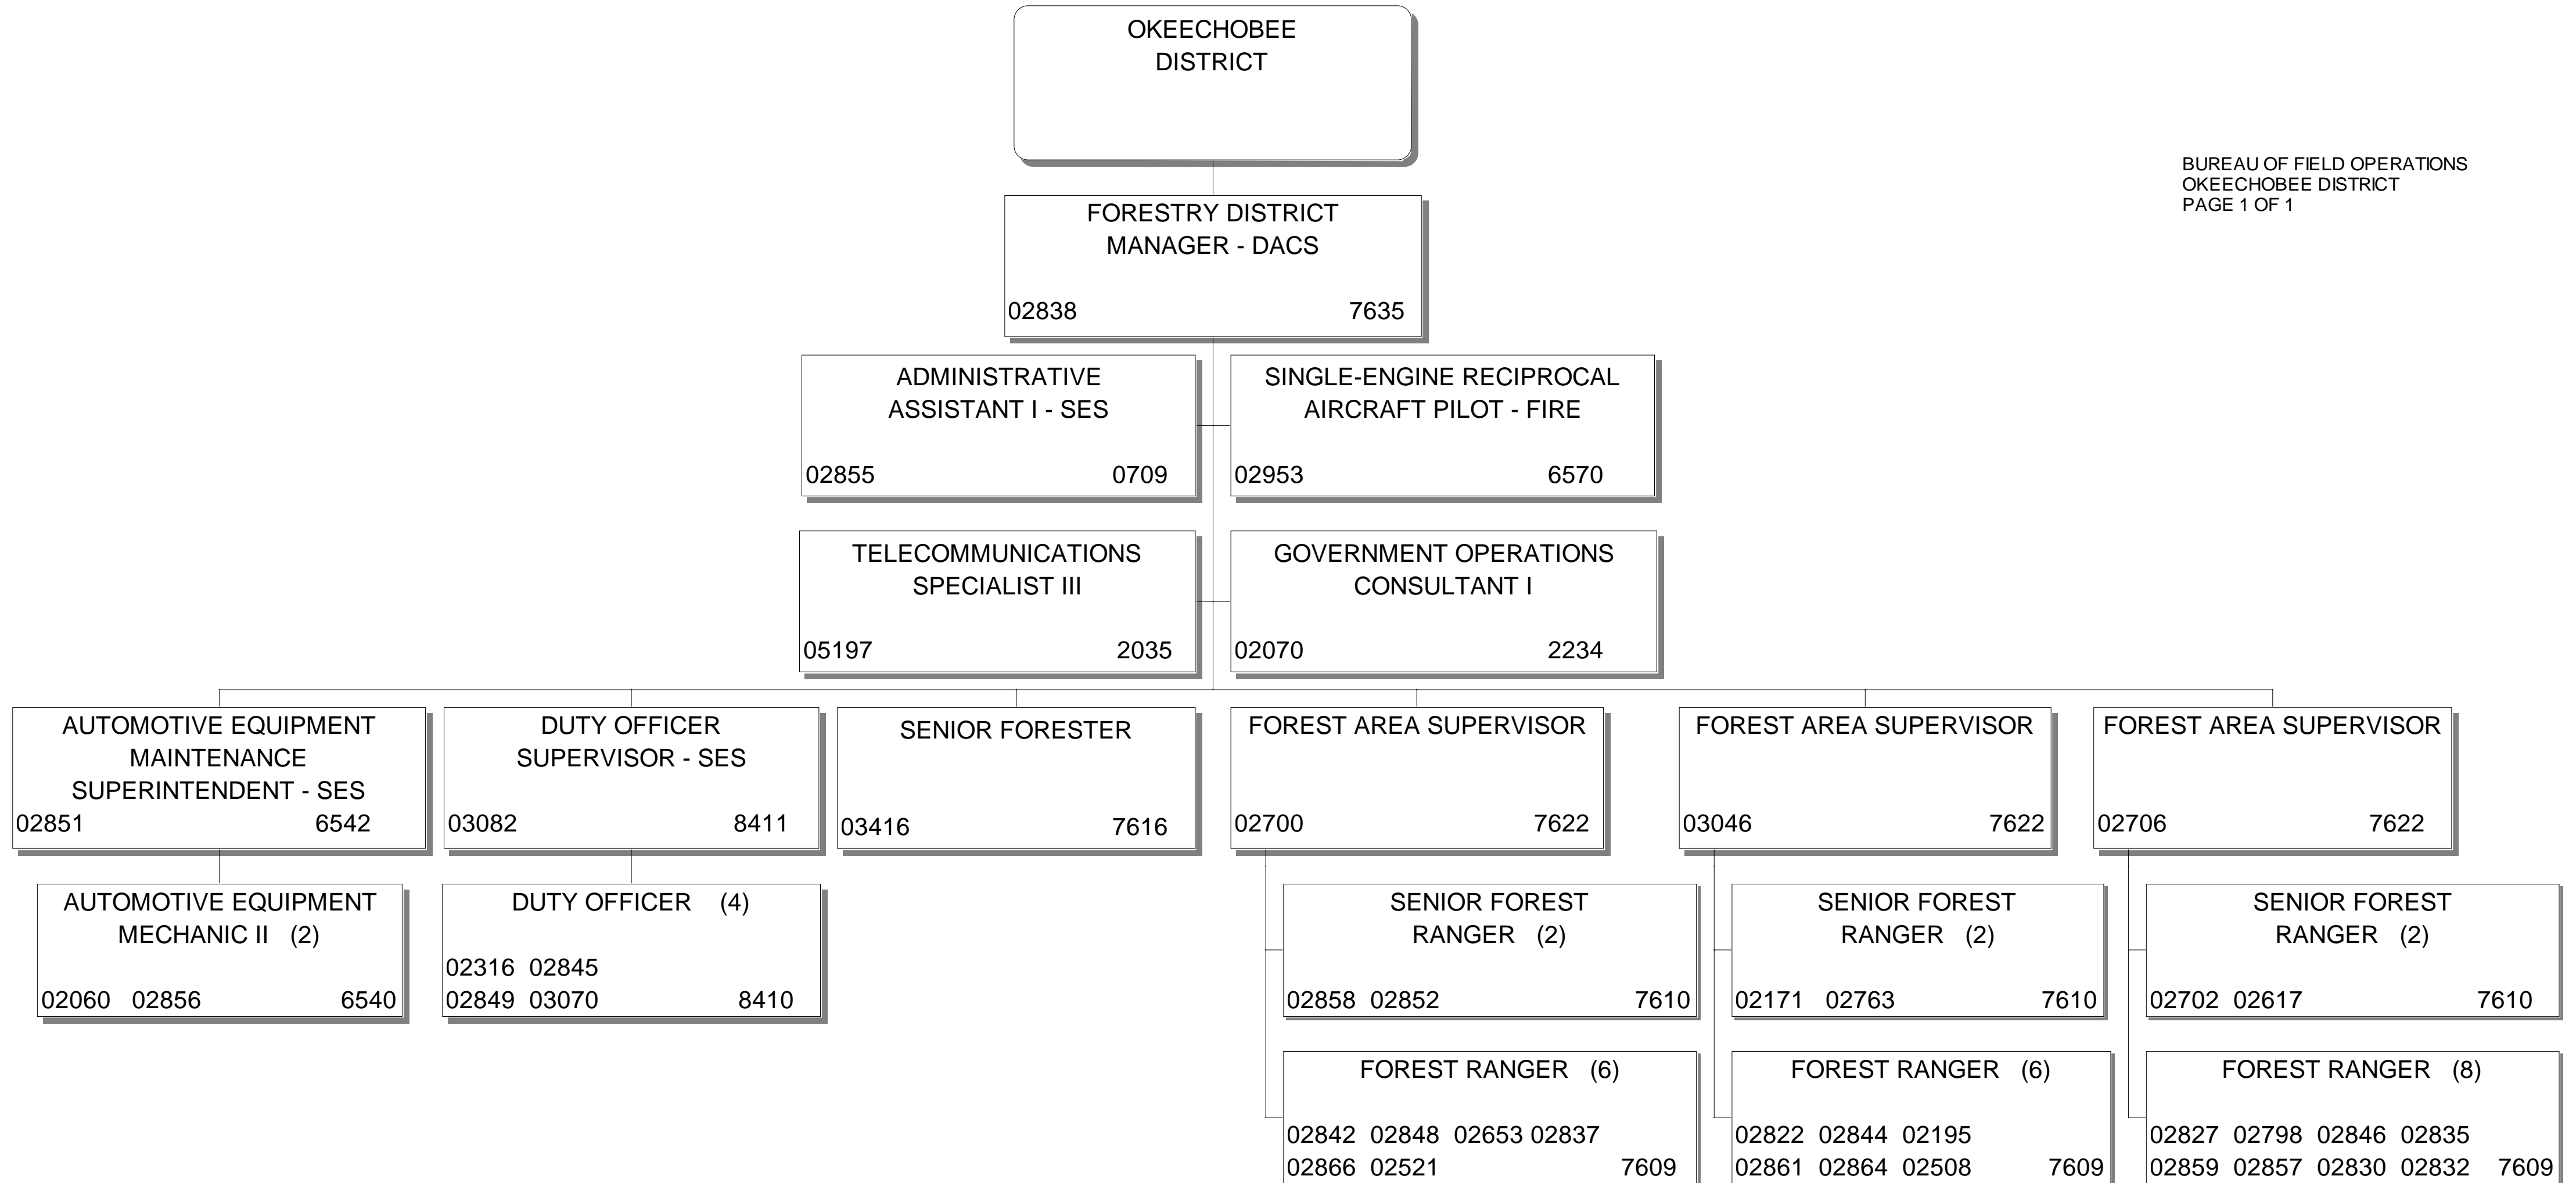 OKEECHOBEE
DISTRICT
BUREAU OF FIELD OPERATIONS
OKEECHOBEE DISTRICT
PAGE 1 OF 1
FORESTRY DISTRICT
MANAGER - DACS
02838 7635
ADMINISTRATIVE
ASSISTANT I - SES
02855 0709
SINGLE-ENGINE RECIPROCAL
AIRCRAFT PILOT - FIRE
02953 6570
TELECOMMUNICATIONS
SPECIALIST III
05197 2035
GOVERNMENT OPERATIONS
CONSULTANT I
02070 2234
AUTOMOTIVE EQUIPMENT
MAINTENANCE
SUPERINTENDENT - SES
02851 6542
DUTY OFFICER
SUPERVISOR - SES
03082 8411
SENIOR FORESTER
03416 7616
FOREST AREA SUPERVISOR
02700 7622
FOREST AREA SUPERVISOR
03046 7622
FOREST AREA SUPERVISOR
02706 7622
AUTOMOTIVE EQUIPMENT
MECHANIC II (2)
02060 02856 6540
DUTY OFFICER (4)
02316 02845
02849 03070 8410
SENIOR FOREST
RANGER (2)
02858 02852 7610
SENIOR FOREST
RANGER (2)
02171 02763 7610
SENIOR FOREST
RANGER (2)
02702 02617 7610
FOREST RANGER (6)
02842 02848 02653 02837
02866 02521 7609
FOREST RANGER (6)
02822 02844 02195
02861 02864 02508 7609
FOREST RANGER (8)
02827 02798 02846 02835
02859 02857 02830 02832 7609